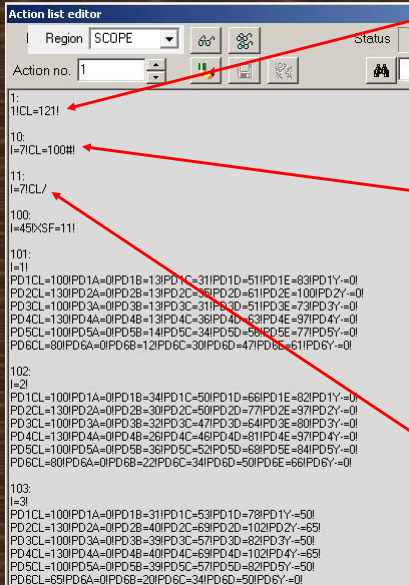 Action list editor
Region SCOPE Status
Action no. 1
1:
1!CL=121!
10:
I=7!CL=100#!
11:
I=7!CL/
100:
I=45!XSF=11!
101:
I=1!
PD1CL=100!PD1A=0!PD1B=13!PD1C=31!PD1D=51!PD1E=83!PD1Y-=0!
PD2CL=130!PD2A=0!PD2B=13!PD2C=35!PD2D=61!PD2E=100!PD2Y-=0!
PD3CL=100!PD3A=0!PD3B=13!PD3C=31!PD3D=51!PD3E=73!PD3Y-=0!
PD4CL=130!PD4A=0!PD4B=13!PD4C=36!PD4D=63!PD4E=97!PD4Y-=0!
PD5CL=100!PD5A=0!PD5B=14!PD5C=34!PD5D=56!PD5E=77!PD5Y-=0!
PD6CL=80!PD6A=0!PD6B=12!PD6C=30!PD6D=47!PD6E=61!PD6Y-=0!
102:
I=2!
PD1CL=100!PD1A=0!PD1B=34!PD1C=50!PD1D=66!PD1E=82!PD1Y-=0!
PD2CL=130!PD2A=0!PD2B=30!PD2C=50!PD2D=77!PD2E=97!PD2Y-=0!
PD3CL=100!PD3A=0!PD3B=32!PD3C=47!PD3D=64!PD3E=80!PD3Y-=0!
PD4CL=130!PD4A=0!PD4B=26!PD4C=46!PD4D=81!PD4E=97!PD4Y-=0!
PD5CL=100!PD5A=0!PD5B=36!PD5C=52!PD5D=68!PD5E=84!PD5Y-=0!
PD6CL=80!PD6A=0!PD6B=22!PD6C=34!PD6D=50!PD6E=66!PD6Y-=0!
103:
I=3!
PD1CL=100!PD1A=0!PD1B=31!PD1C=53!PD1D=78!PD1Y-=50!
PD2CL=130!PD2A=0!PD2B=40!PD2C=69!PD2D=102!PD2Y-=65!
PD3CL=100!PD3A=0!PD3B=39!PD3C=57!PD3D=82!PD3Y-=50!
PD4CL=130!PD4A=0!PD4B=40!PD4C=69!PD4D=102!PD4Y-=65!
PD5CL=100!PD5A=0!PD5B=39!PD5C=57!PD5D=82!PD5Y-=50!
PD6CL=65!PD6A=0!PD6B=20!PD6C=34!PD6D=50!PD6Y-=0!